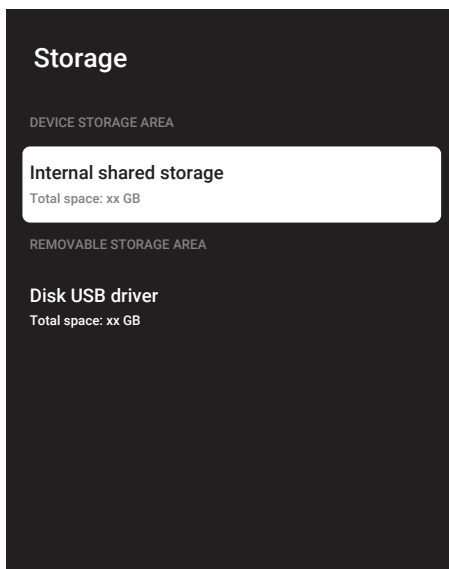 Storage
DEVICE STORAGE AREA
Internal shared storage
Total space: xx GB
REMOVABLE STORAGE AREA
Disk USB driver
Total space: xx GB